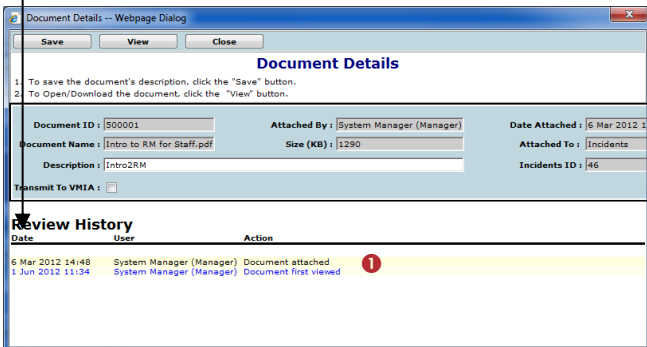 Document Details -- Webpage Dialog
Save View Close
Document Details
1. To save the document's description, click the "Save" button.
2. To Open/Download the document, click the "View" button.
Document ID : 500001 Attached By : System Manager (Manager) Date Attached : 6 Mar 2012 1
Document Name : Intro to RM for Staff.pdf Size (KB) : 1290 Attached To : Incidents
Description : Intro2RM Incidents ID : 46
Transmit To VMIA :
Review History
Date User Action
6 Mar 2012 14:48 System Manager (Manager) Document attached 1
1 Jun 2012 11:34 System Manager (Manager) Document first viewed